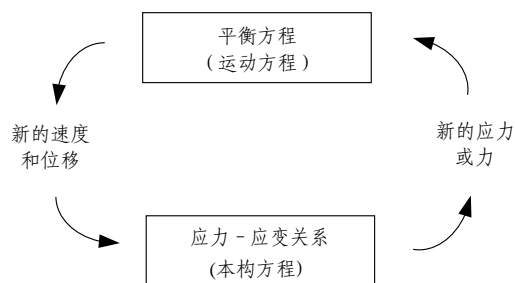 平衡方程
(运动方程)
新的速度
和位移
新的应力
或力
应力-应变关系
(本构方程)